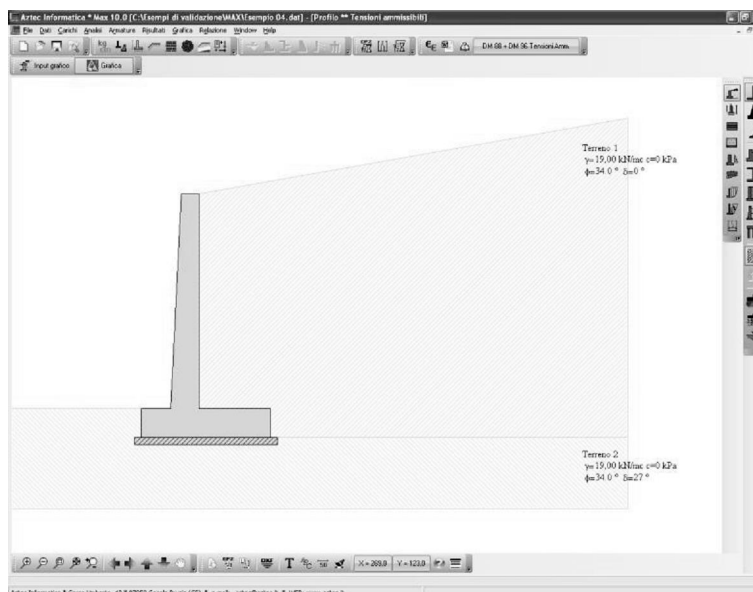 Aztec Informatica * Max 10.0 [C:\Esempi di validazione\MAX\Esempio 04.dat] - [Profilo ** Tensioni ammissibili]
File Dati Carichi Analisi Armature Risultati Grafica Relazione Window Help
DM 88 + DM 96 Tensioni Amm.
Input grafico Grafica
Terreno 1
γ=19,00 kN/mc c=0 kPa
ϕ=34.0 ° δ=0 °
Terreno 2
γ=19,00 kN/mc c=0 kPa
ϕ=34.0 ° δ=27 °
X = 269,0 Y = 123,0